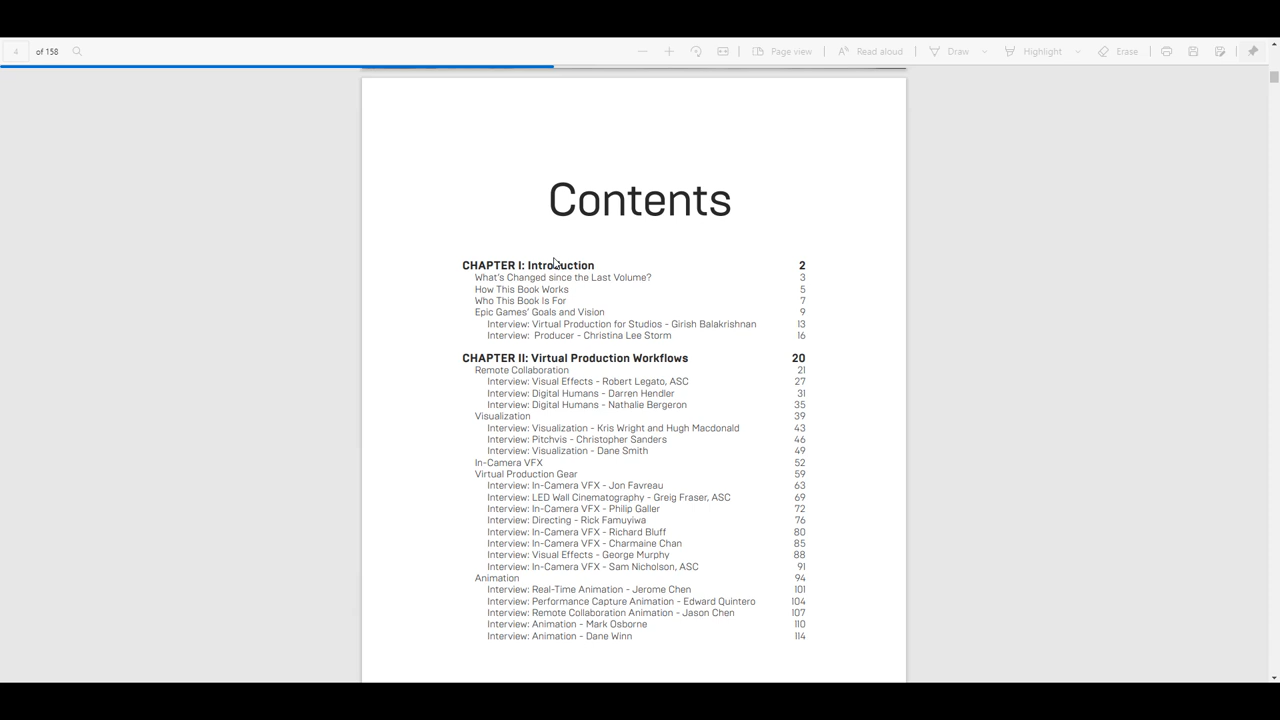 4 of 158 Page view Read aloud Draw Highlight Erase
Contents
CHAPTER I: Introduction 2
What's Changed since the Last Volume? 3
How This Book Works 5
Who This Book Is For 7
Epic Games' Goals and Vision 9
Interview: Virtual Production for Studios - Girish Balakrishnan 13
Interview: Producer - Christina Lee Storm 16
CHAPTER II: Virtual Production Workflows 20
Remote Collaboration 21
Interview: Visual Effects - Robert Legato, ASC 27
Interview: Digital Humans - Darren Hendler 31
Interview: Digital Humans - Nathalie Bergeron 35
Visualization 39
Interview: Visualization - Kris Wright and Hugh Macdonald 43
Interview: Pitchvis - Christopher Sanders 46
Interview: Visualization - Dane Smith 49
In-Camera VFX 52
Virtual Production Gear 59
Interview: In-Camera VFX - Jon Favreau 63
Interview: LED Wall Cinematography - Greig Fraser, ASC 69
Interview: In-Camera VFX - Philip Galler 72
Interview: Directing - Rick Famuyiwa 76
Interview: In-Camera VFX - Richard Bluff 80
Interview: In-Camera VFX - Charmaine Chan 85
Interview: Visual Effects - George Murphy 88
Interview: In-Camera VFX - Sam Nicholson, ASC 91
Animation 94
Interview: Real-Time Animation - Jerome Chen 101
Interview: Performance Capture Animation - Edward Quintero 104
Interview: Remote Collaboration Animation - Jason Chen 107
Interview: Animation - Mark Osborne 110
Interview: Animation - Dane Winn 114